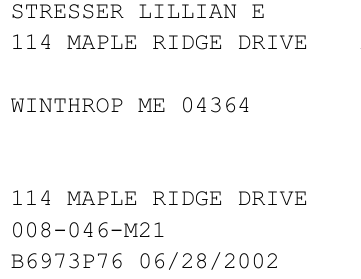 STRESSER LILLIAN E
114 MAPLE RIDGE DRIVE
WINTHROP ME 04364
114 MAPLE RIDGE DRIVE
008-046-M21
B6973P76 06/28/2002